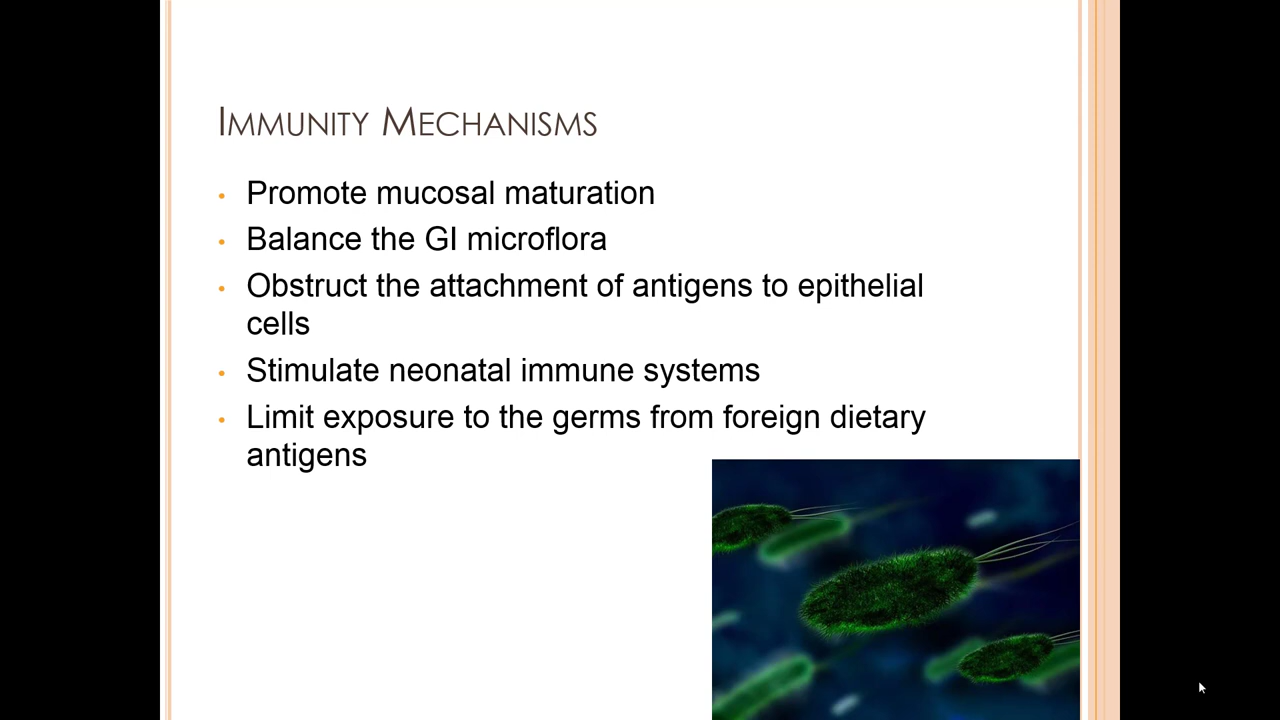 Immunity Mechanisms
• Promote mucosal maturation
• Balance the GI microflora
• Obstruct the attachment of antigens to epithelial
cells
• Stimulate neonatal immune systems
• Limit exposure to the germs from foreign dietary
antigens